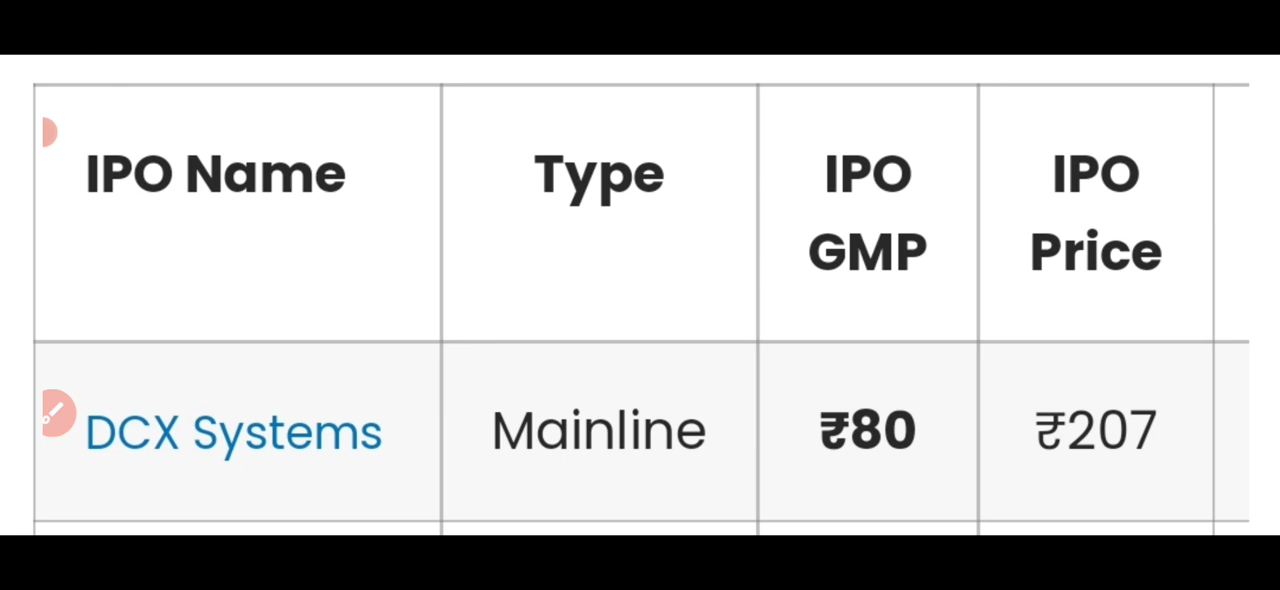 IPO Name Type IPO GMP IPO Price
DCX Systems Mainline ₹80 ₹207